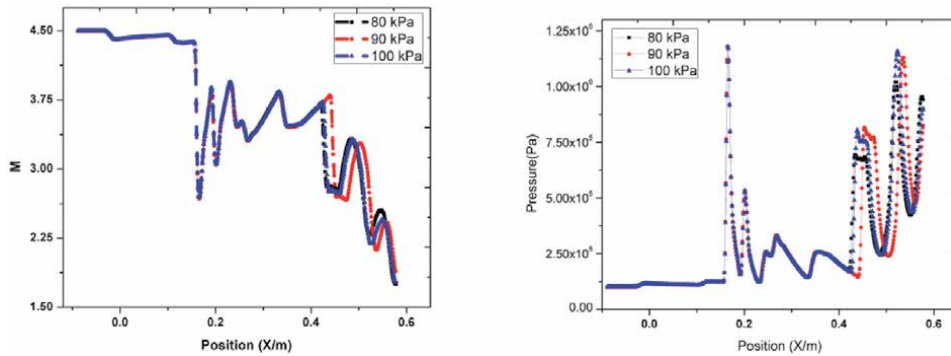 4.50
3.75
3.00
2.25
1.50
M
0.0
0.2
0.4
0.6
Position (X/m)
80 kPa
90 kPa
100 kPa
1.25x10⁶
1.00x10⁶
7.50x10⁵
5.00x10⁵
2.50x10⁵
0.00
Pressure(Pa)
0.0
0.2
0.4
0.6
Position (X/m)
80 kPa
90 kPa
100 kPa